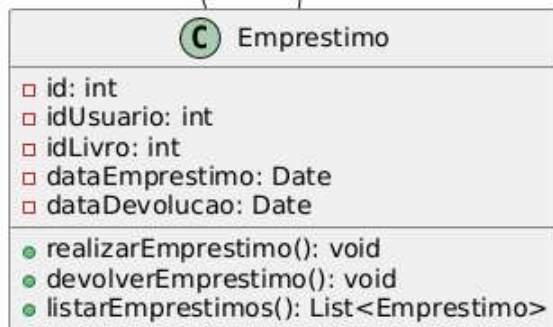 C Emprestimo
id: int
idUsuario: int
idLivro: int
dataEmprestimo: Date
dataDevolucao: Date
realizarEmprestimo(): void
devolverEmprestimo(): void
listarEmprestimos(): List<Emprestimo>